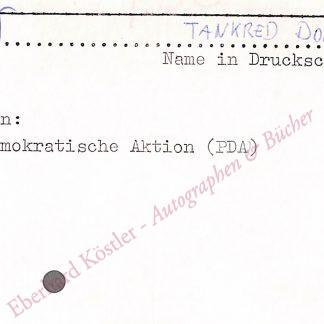 TANKRED DO
Name in Drucksc
n:
mokratische Aktion (PDA)
Eberhard Köstler - Autographen & Bücher